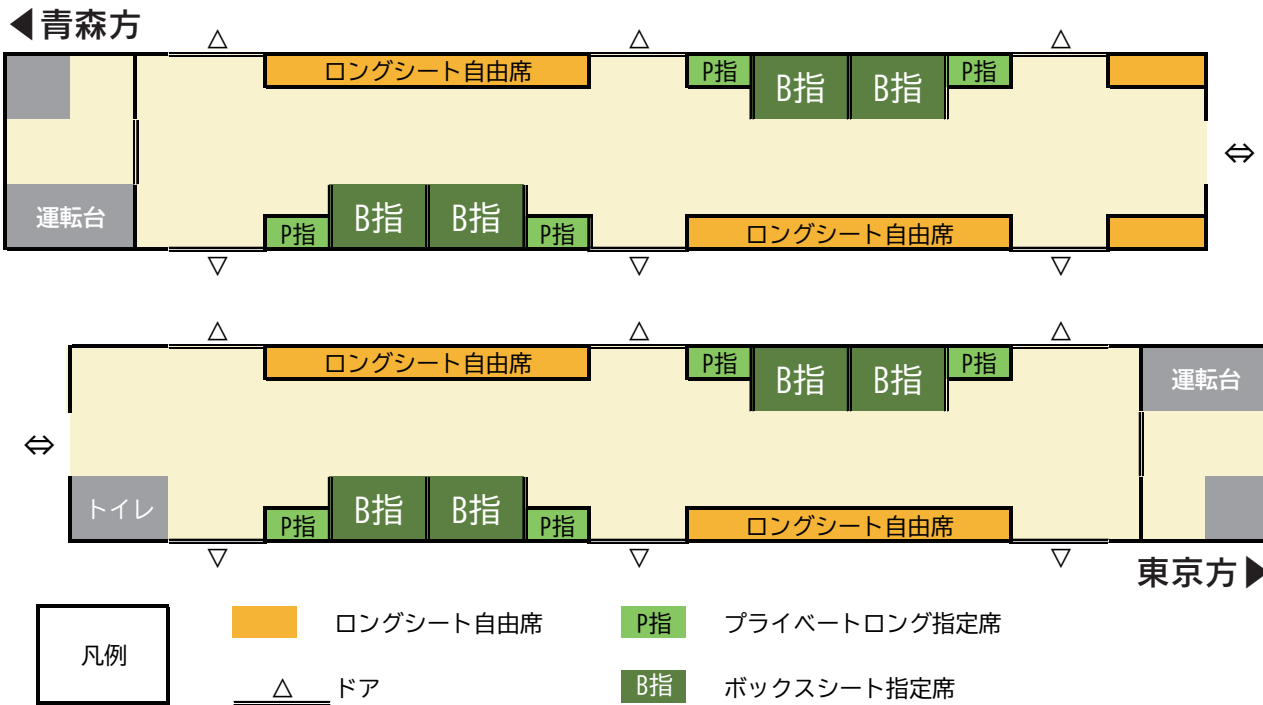 ◀青森方
△ △ △
ロングシート自由席 P指 B指 B指 P指
⇔
運転台 P指 B指 B指 P指 ロングシート自由席
▽ ▽ ▽
△ △ △
ロングシート自由席 P指 B指 B指 P指 運転台
⇔
トイレ P指 B指 B指 P指 ロングシート自由席
▽ ▽ ▽
東京方▶
凡例
ロングシート自由席 P指 プライベートロング指定席
△ ドア B指 ボックスシート指定席